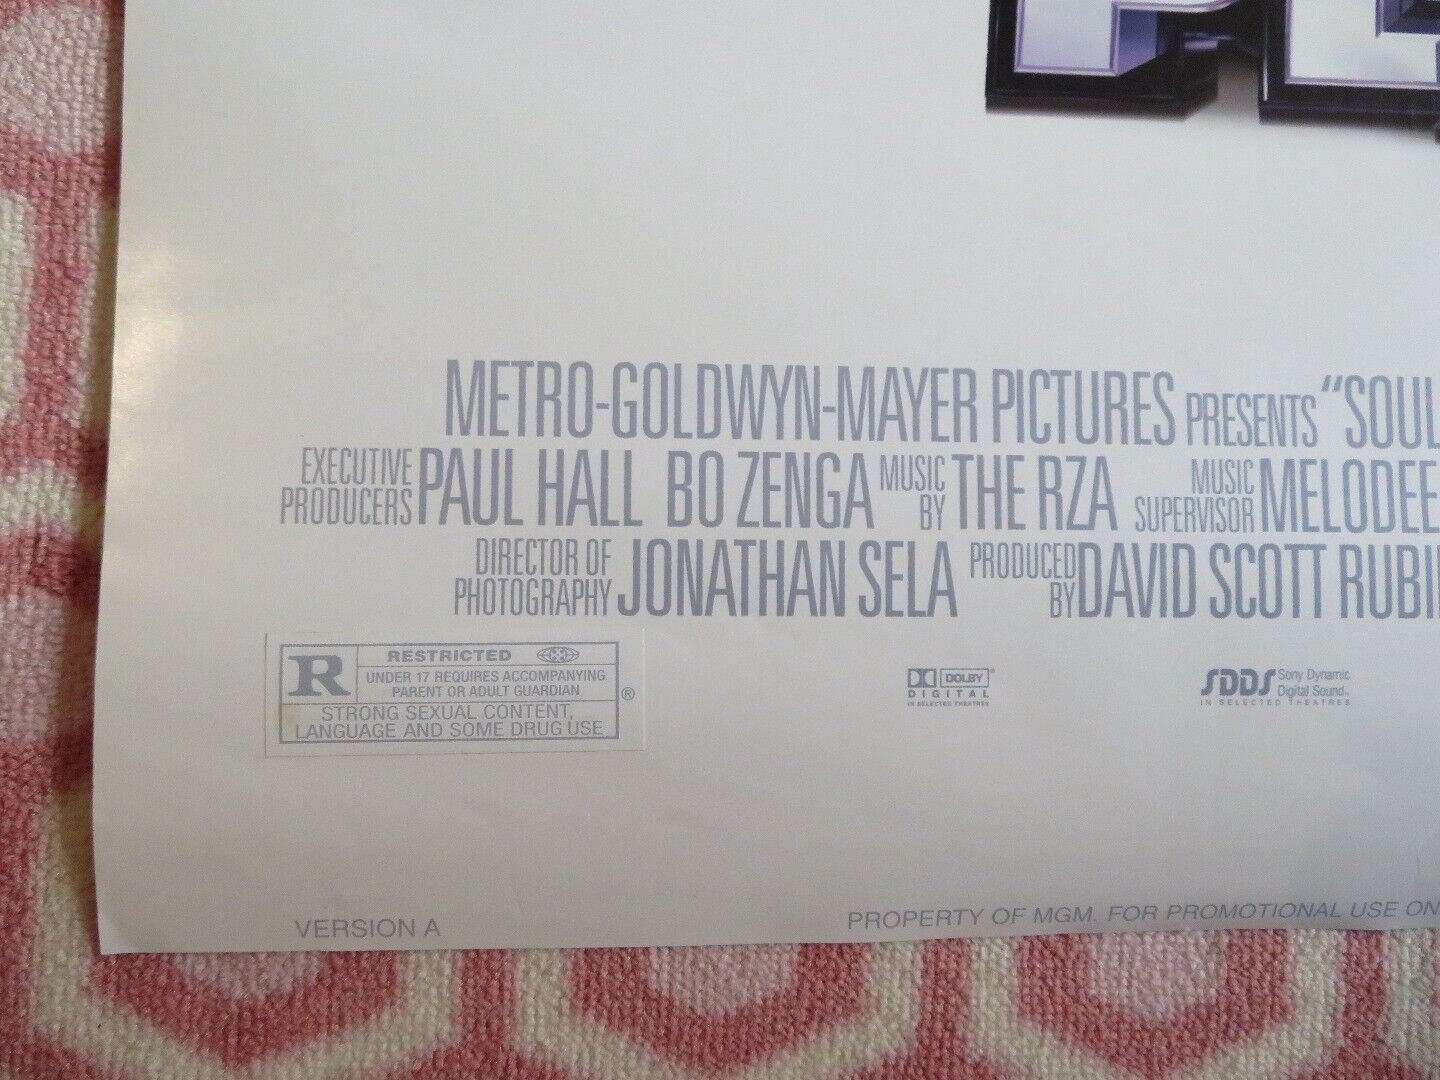 METRO-GOLDWYN-MAYER PICTURES PRESENTS "SOUL
EXECUTIVE PRODUCERS PAUL HALL BO ZENGA MUSIC BY THE RZA MUSIC SUPERVISOR MELODEE
DIRECTOR OF PHOTOGRAPHY JONATHAN SELA PRODUCED BY DAVID SCOTT RUBI
R RESTRICTED
UNDER 17 REQUIRES ACCOMPANYING
PARENT OR ADULT GUARDIAN
STRONG SEXUAL CONTENT,
LANGUAGE AND SOME DRUG USE
®
DOLBY
DIGITAL
IN SELECTED THEATRES
SDDS Sony Dynamic
Digital Sound™
IN SELECTED THEATRES
VERSION A
PROPERTY OF MGM. FOR PROMOTIONAL USE ON